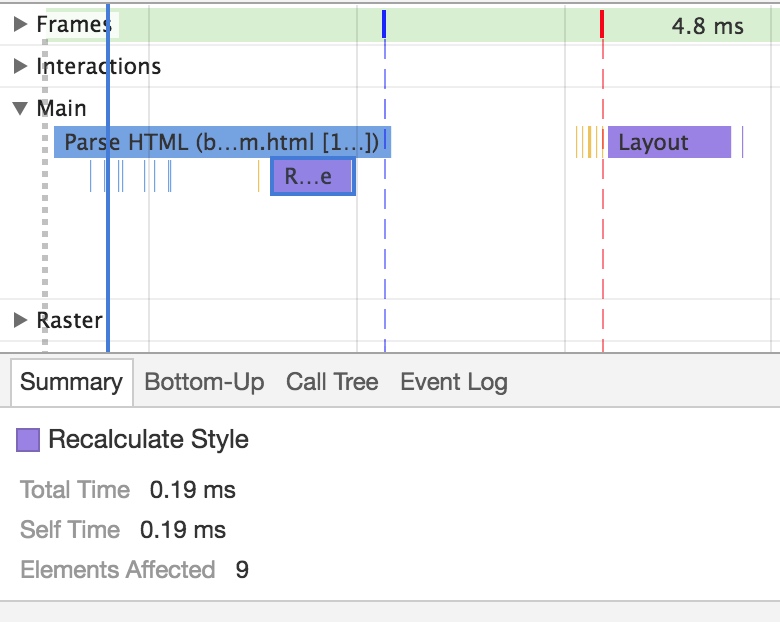 Frames 4.8 ms
Interactions
Main
Parse HTML (b…m.html [1…])
Layout
R…e
Raster
Summary Bottom-Up Call Tree Event Log
Recalculate Style
Total Time 0.19 ms
Self Time 0.19 ms
Elements Affected 9